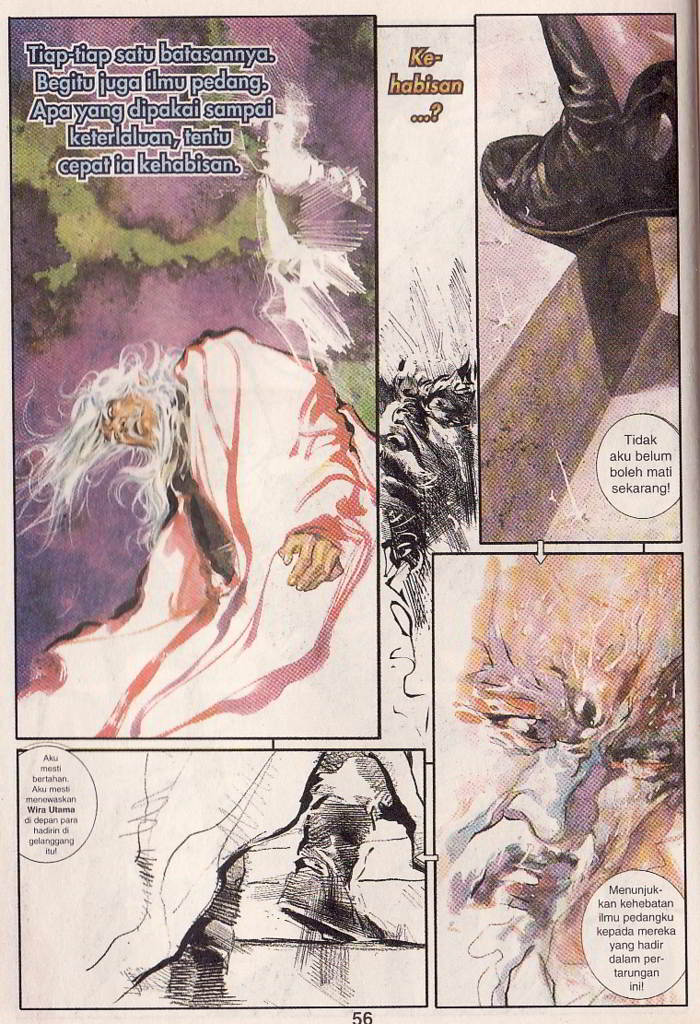 Tiap-tiap satu batasannya.
Begitu juga ilmu pedang.
Apa yang dipakai sampai
keterlaluan, tentu
cepat ia kehabisan.
Ke-
habisan
...?
Tidak
aku belum
boleh mati
sekarang!
Menunjuk-
kan kehebatan
ilmu pedangku
kepada mereka
yang hadir
dalam per-
tarungan
ini!
Aku
mesti
bertahan.
Aku mesti
menewaskan
Wira Utama
di depan para
hadirin di
gelanggang
itu!
56